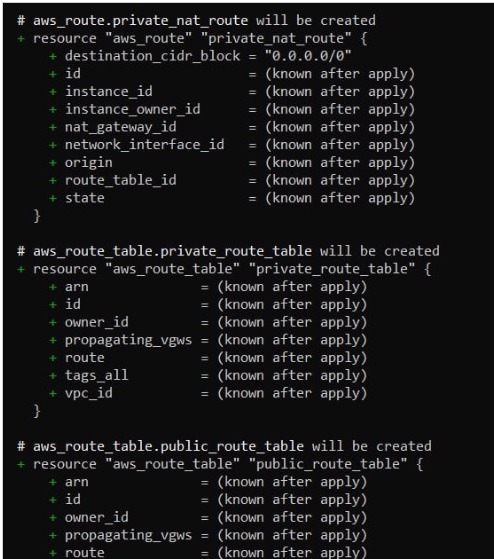 # aws_route.private_nat_route will be created
+ resource "aws_route" "private_nat_route" {
+ destination_cidr_block = "0.0.0.0/0"
+ id = (known after apply)
+ instance_id = (known after apply)
+ instance_owner_id = (known after apply)
+ nat_gateway_id = (known after apply)
+ network_interface_id = (known after apply)
+ origin = (known after apply)
+ route_table_id = (known after apply)
+ state = (known after apply)
}
# aws_route_table.private_route_table will be created
+ resource "aws_route_table" "private_route_table" {
+ arn = (known after apply)
+ id = (known after apply)
+ owner_id = (known after apply)
+ propagating_vgws = (known after apply)
+ route = (known after apply)
+ tags_all = (known after apply)
+ vpc_id = (known after apply)
}
# aws_route_table.public_route_table will be created
+ resource "aws_route_table" "public_route_table" {
+ arn = (known after apply)
+ id = (known after apply)
+ owner_id = (known after apply)
+ propagating_vgws = (known after apply)
+ route = (known after apply)